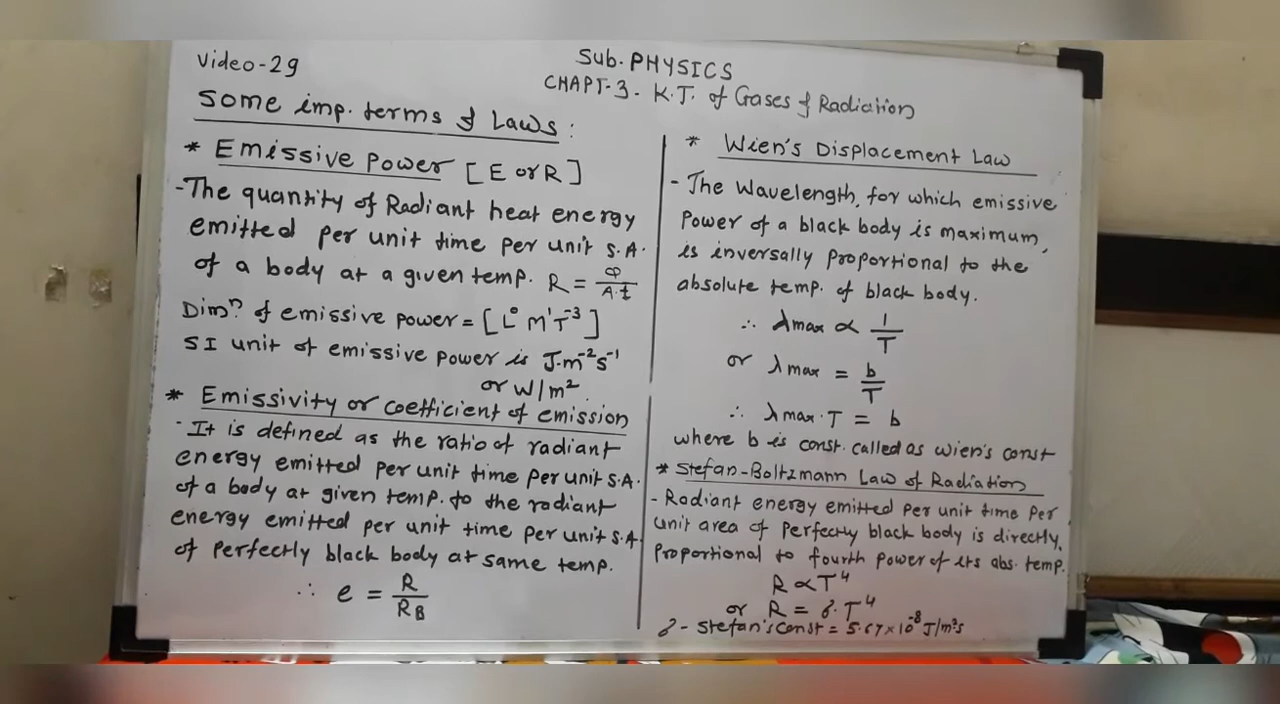 Video-29
Sub. PHYSICS
CHAPT-3. K.T. of Gases & Radiation
Some imp. terms & Laws:
* Emissive Power [E or R]
-The quantity of Radiant heat energy
emitted per unit time per unit S.A.
of a body at a given temp. R = Q/A.t
Dimⁿ of emissive power = [L⁰ M¹ T⁻³]
SI unit of emissive power is J.m⁻²s⁻¹
or W/m²
* Emissivity or coefficient of emission
- It is defined as the ratio of radiant
energy emitted per unit time per unit S.A.
of a body at given temp. to the radiant
energy emitted per unit time per unit S.A.
of perfectly black body at same temp.
∴ e = R/R_B
* Wien's Displacement Law
- The Wavelength, for which emissive
Power of a black body is maximum,
is inversally proportional to the
absolute temp. of black body.
∴ λmax ∝ 1/T
or λmax = b/T
∴ λmax.T = b
where b is const. called as wien's const
* Stefan-Boltzmann Law of Radiation
- Radiant energy emitted per unit time per
unit area of perfectly black body is directly
proportional to fourth power of its abs. temp.
R ∝ T⁴
or R = σ.T⁴
σ - Stefan's const = 5.67×10⁻⁸ J/m²s